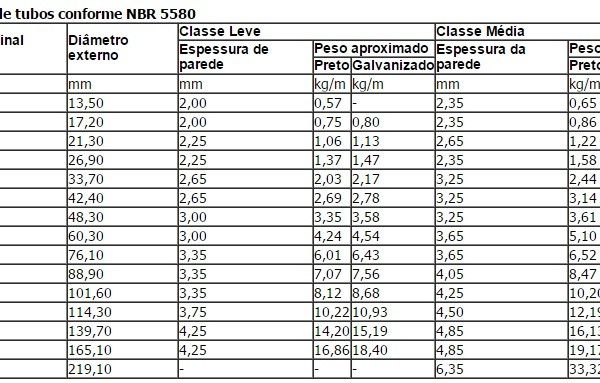 de tubos conforme NBR 5580
inal Diâmetro externo Classe Leve Classe Média
Espessura de parede Peso aproximado Espessura da parede Peso
Preto Galvanizado Preto
mm mm kg/m kg/m mm kg/m
13,50 2,00 0,57 - 2,35 0,65
17,20 2,00 0,75 0,80 2,35 0,86
21,30 2,25 1,06 1,13 2,65 1,22
26,90 2,25 1,37 1,47 2,35 1,58
33,70 2,65 2,03 2,17 3,25 2,44
42,40 2,65 2,69 2,78 3,25 3,14
48,30 3,00 3,35 3,58 3,25 3,61
60,30 3,00 4,24 4,54 3,65 5,10
76,10 3,35 6,01 6,43 3,65 6,52
88,90 3,35 7,07 7,56 4,05 8,47
101,60 3,35 8,12 8,68 4,25 10,20
114,30 3,75 10,22 10,93 4,50 12,19
139,70 4,25 14,20 15,19 4,85 16,13
165,10 4,25 16,86 18,40 4,85 19,17
219,10 - - - 6,35 33,32